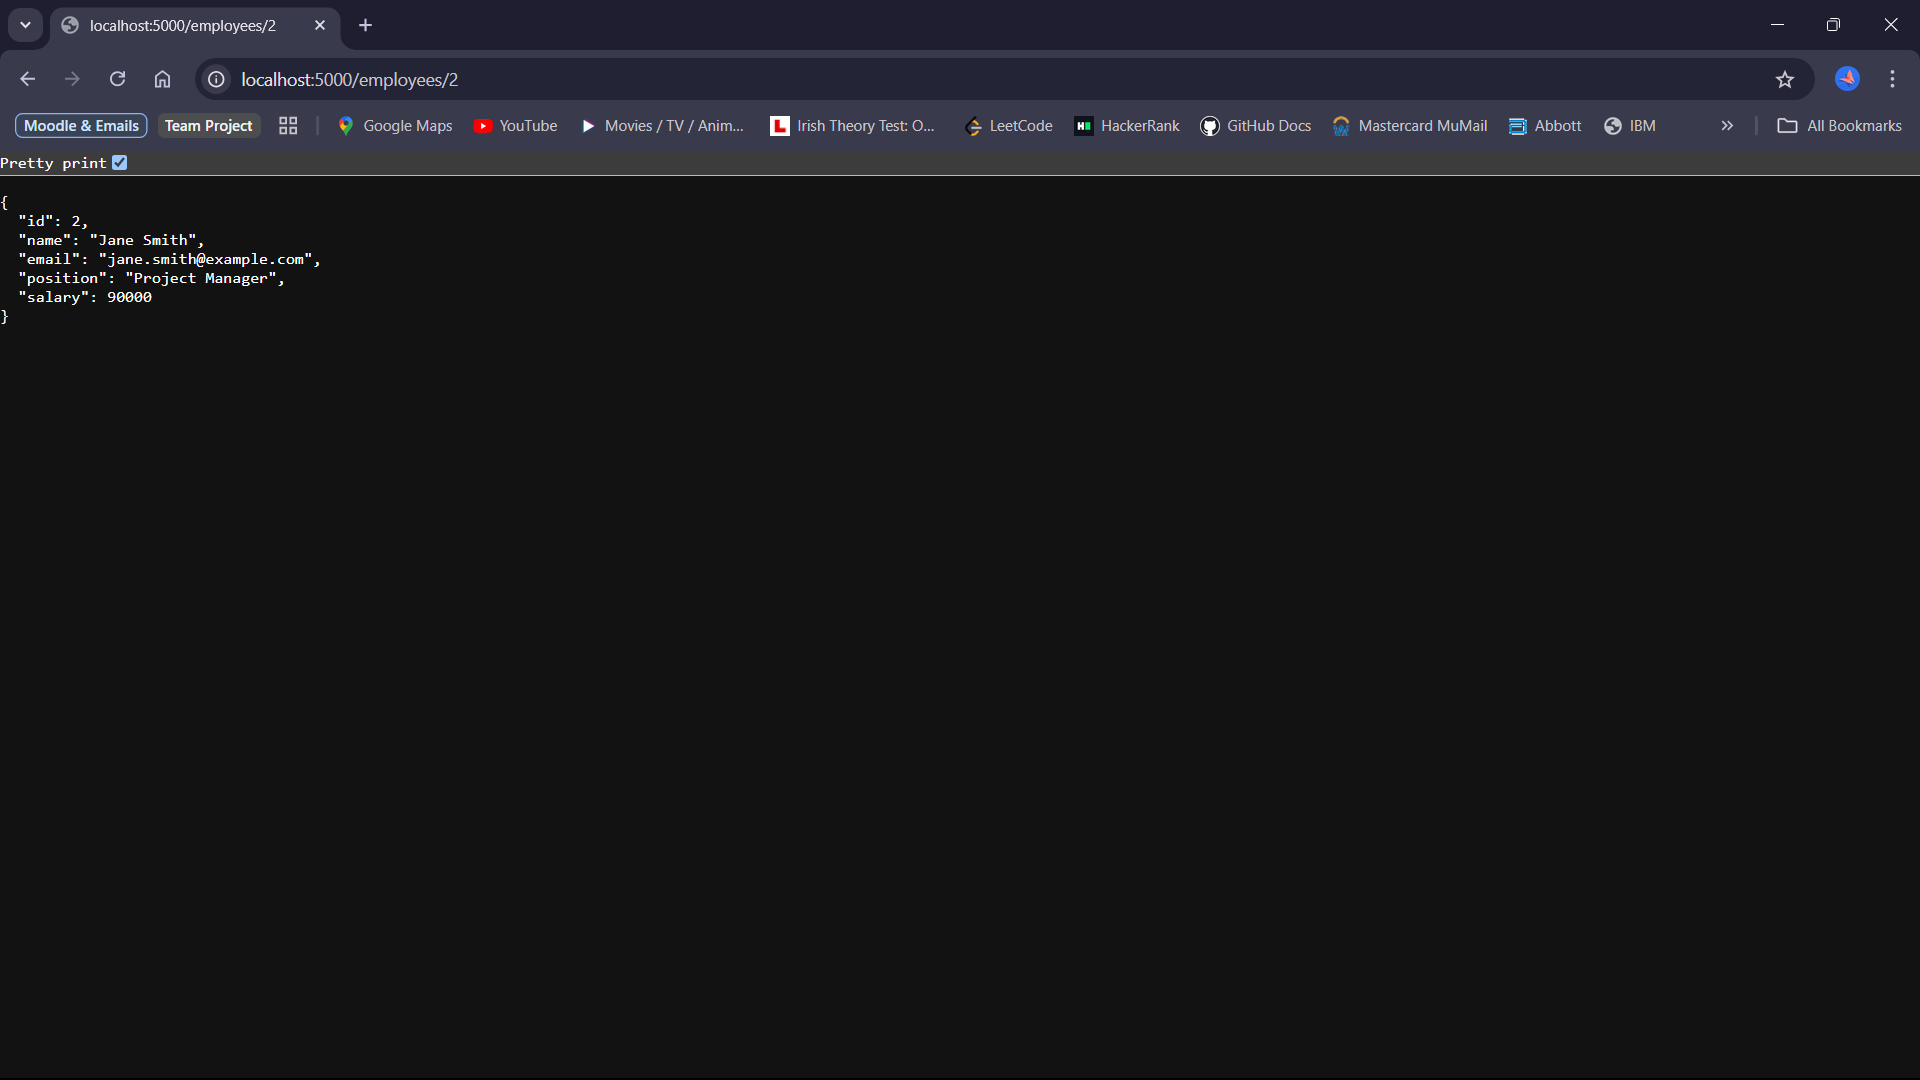 localhost:5000/employees/2
localhost:5000/employees/2
Moodle & Emails Team Project Google Maps YouTube Movies / TV / Anim... Irish Theory Test: O... LeetCode HackerRank GitHub Docs Mastercard MuMail Abbott IBM All Bookmarks
Pretty print
{
"id": 2,
"name": "Jane Smith",
"email": "jane.smith@example.com",
"position": "Project Manager",
"salary": 90000
}